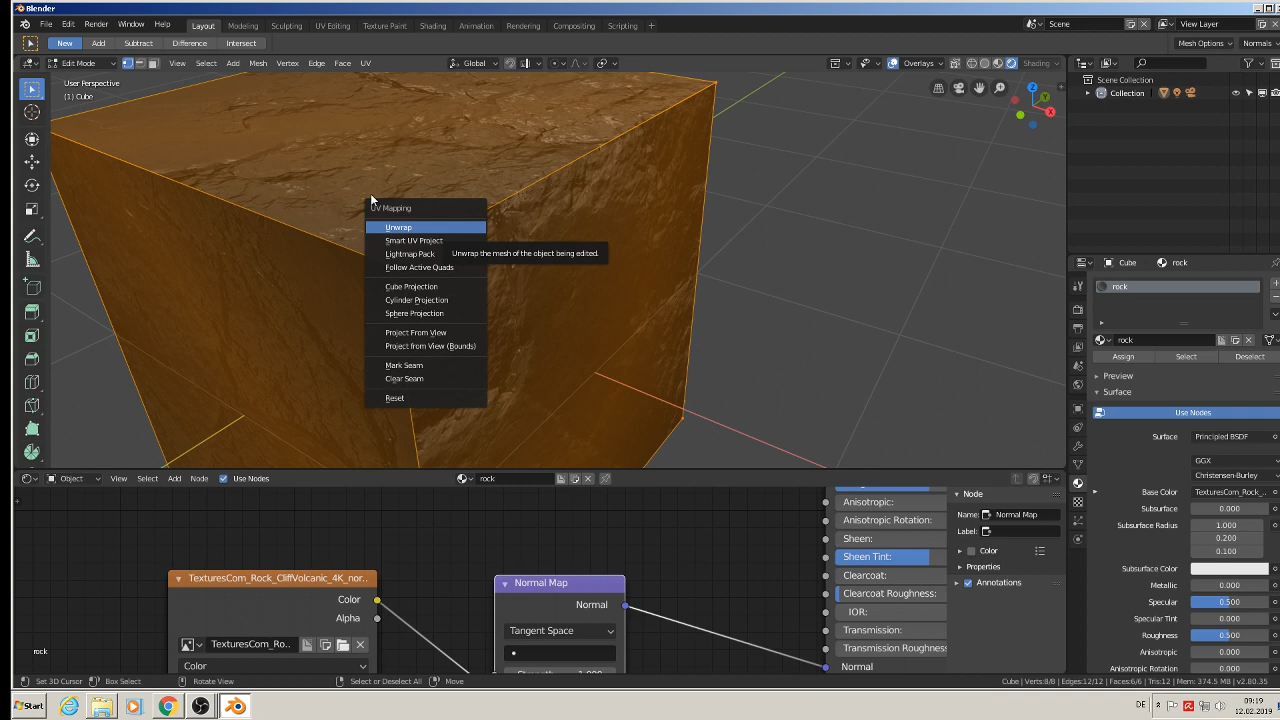 Blender
File Edit Render Window Help Layout Modeling Sculpting UV Editing Texture Paint Shading Animation Rendering Compositing Scripting + Scene View Layer
New Add Subtract Difference Intersect Mesh Options Normals
Edit Mode View Select Add Mesh Vertex Edge Face UV Global Overlays Shading
User Perspective
(1) Cube
Z
Y
X
Scene Collection
Collection
UV Mapping
Unwrap
Smart UV Project
Lightmap Pack
Follow Active Quads
Unwrap the mesh of the object being edited.
Cube Projection
Cylinder Projection
Sphere Projection
Project From View
Project from View (Bounds)
Mark Seam
Clear Seam
Reset
Cube rock
rock
rock
Assign Select Deselect
Preview
Surface
Use Nodes
Surface Principled BSDF
GGX
Christensen-Burley
Base Color TexturesCom_Rock_..
Subsurface 0.000
Subsurface Radius 1.000
0.200
0.100
Subsurface Color
Metallic 0.000
Specular 0.500
Specular Tint 0.000
Roughness 0.500
Anisotropic 0.000
Anisotropic Rotation 0.000
Object View Select Add Node Use Nodes rock
TexturesCom_Rock_CliffVolcanic_4K_nor..
Color
Alpha
TexturesCom_Ro..
Color
Normal Map
Normal
Tangent Space
Strength 1.000
Anisotropic:
Anisotropic Rotation:
Sheen:
Sheen Tint:
Clearcoat:
Clearcoat Roughness:
IOR:
Transmission:
Transmission Roughness
Normal
Node
Name: Normal Map
Label:
Color
Properties
Annotations
rock
Set 3D Cursor Box Select Rotate View Select or Deselect All Move Cube | Verts:8/8 | Edges:12/12 | Faces:6/6 | Tris:12 | Mem: 374.5 MB | v2.80.35
Start DE 09:19
12.02.2019